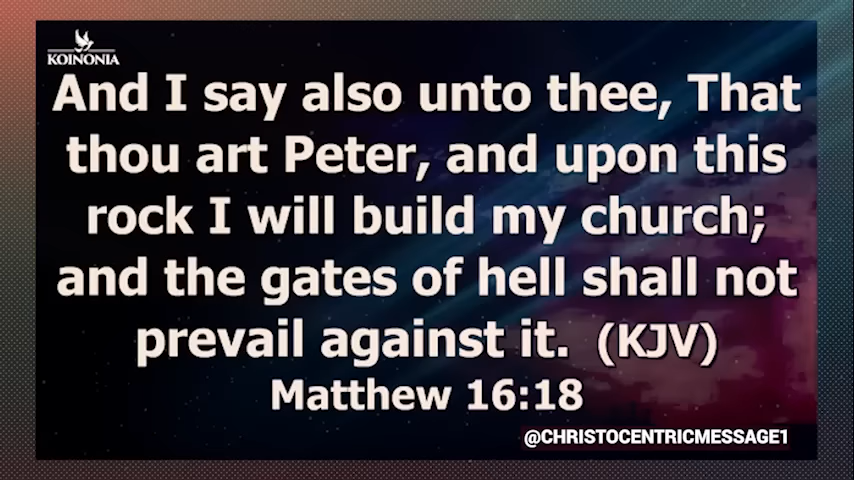 KOINONIA
And I say also unto thee, That
thou art Peter, and upon this
rock I will build my church;
and the gates of hell shall not
prevail against it. (KJV)
Matthew 16:18
@CHRISTOCENTRICMESSAGE1